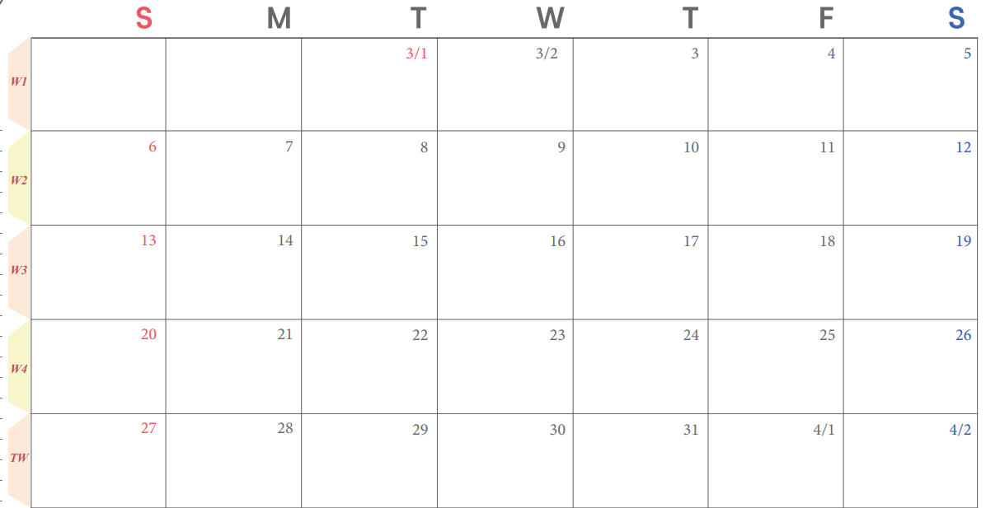 S M T W T F S
W1 3/1 3/2 3 4 5
W2 6 7 8 9 10 11 12
W3 13 14 15 16 17 18 19
W4 20 21 22 23 24 25 26
TW 27 28 29 30 31 4/1 4/2